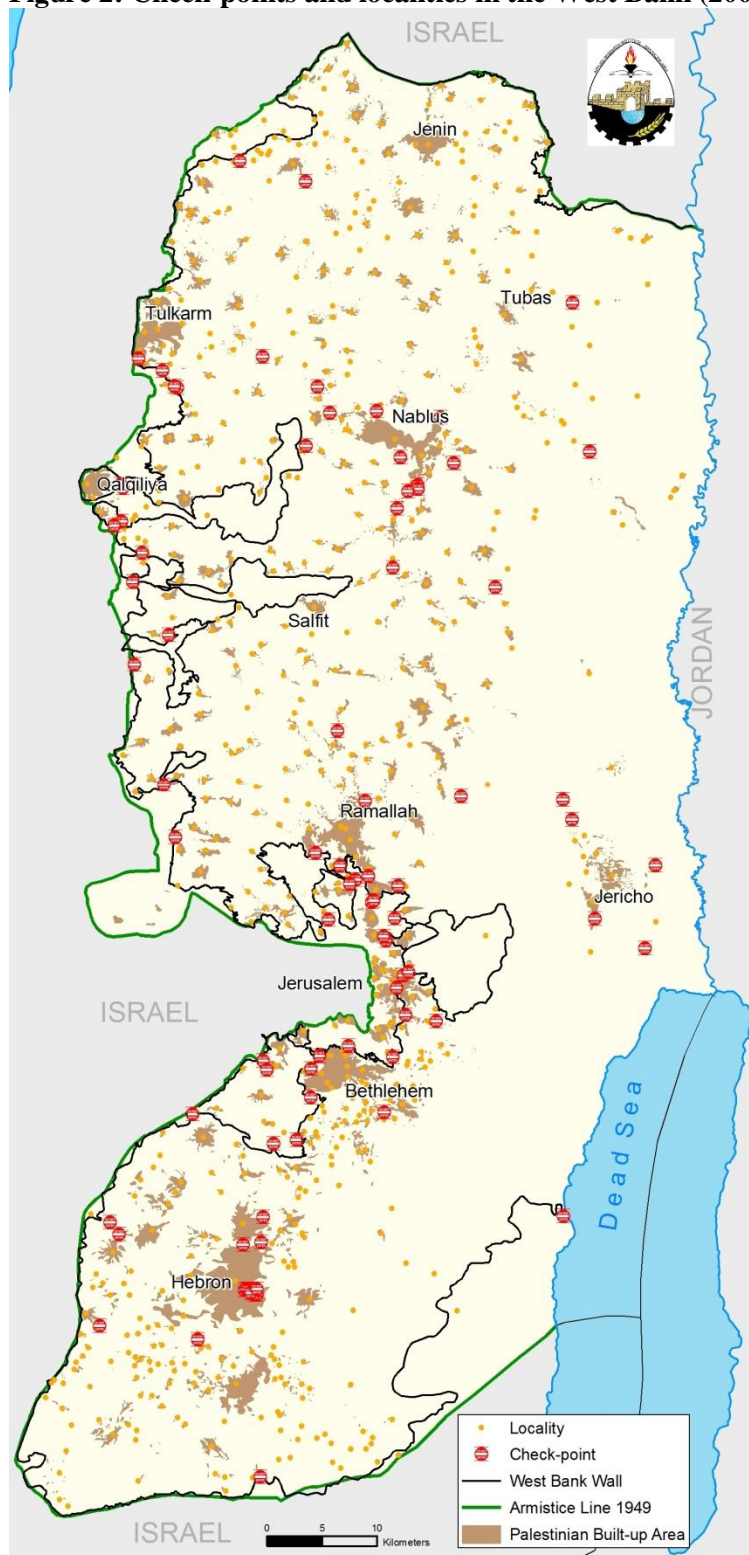 Figure 2: Check-points and localities in the West Bank (200
ISRAEL
Jenin
Tubas
Tulkarm
Nablus
Qalqiliya
Salfit
JORDAN
Ramallah
Jericho
Jerusalem
ISRAEL
Bethlehem
Dead Sea
Hebron
Locality
Check-point
West Bank Wall
Armistice Line 1949
Palestinian Built-up Area
ISRAEL
0 5 10
Kilometers